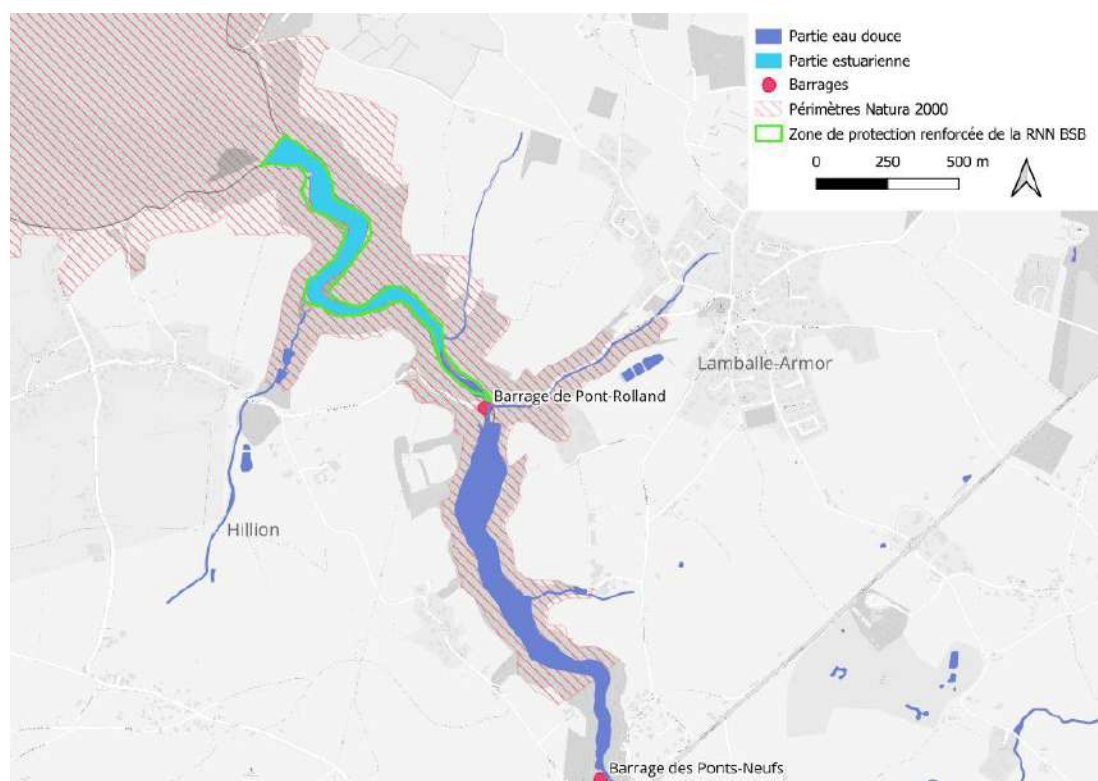 Partie eau douce
Partie estuarienne
Barrages
Périmètres Natura 2000
Zone de protection renforcée de la RNN BSB
0 250 500 m
Lamballe-Armor
Barrage de Pont-Rolland
Hillion
Barrage des Ponts-Neufs